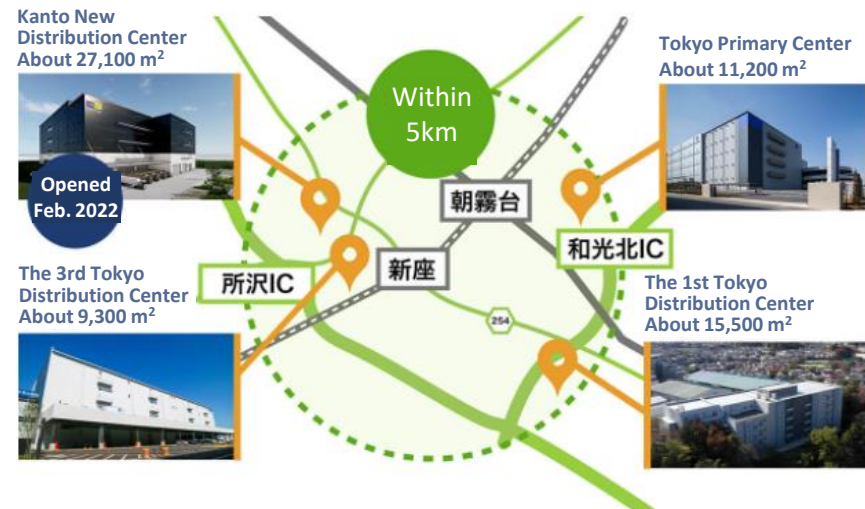 Kanto New
Distribution Center
About 27,100 m²
Opened
Feb. 2022
Within
5km
Tokyo Primary Center
About 11,200 m²
朝霧台
和光北IC
新座
所沢IC
254
The 3rd Tokyo
Distribution Center
About 9,300 m²
The 1st Tokyo
Distribution Center
About 15,500 m²